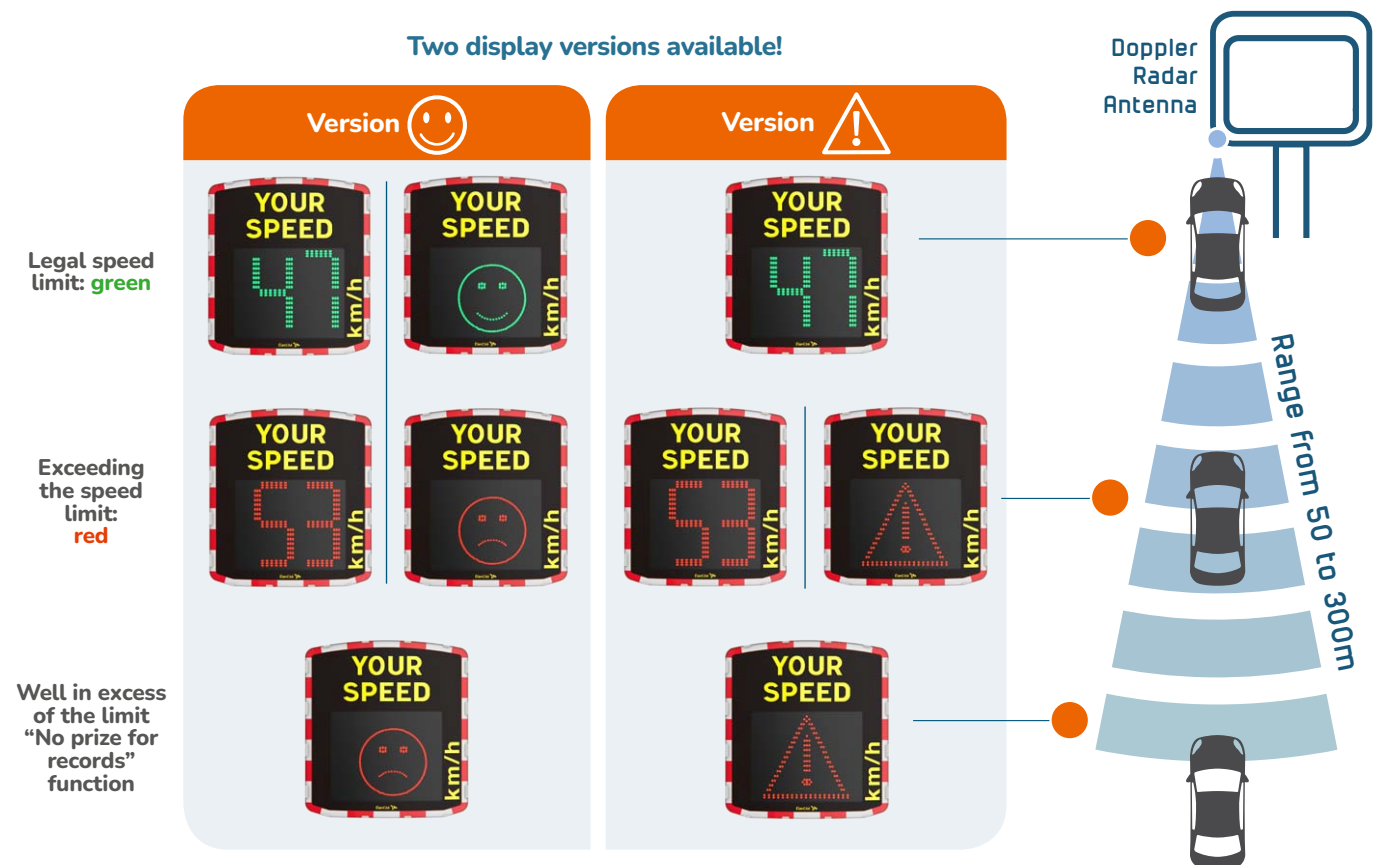 Two display versions available!
Doppler
Radar
Antenna
Version
Version
Legal speed
limit: green
YOUR
SPEED
47
km/h
YOUR
SPEED
km/h
YOUR
SPEED
47
km/h
Exceeding
the speed
limit:
red
YOUR
SPEED
53
km/h
YOUR
SPEED
km/h
YOUR
SPEED
53
km/h
YOUR
SPEED
km/h
Well in excess
of the limit
“No prize for
records”
function
YOUR
SPEED
km/h
YOUR
SPEED
km/h
Range from 50 to 300m